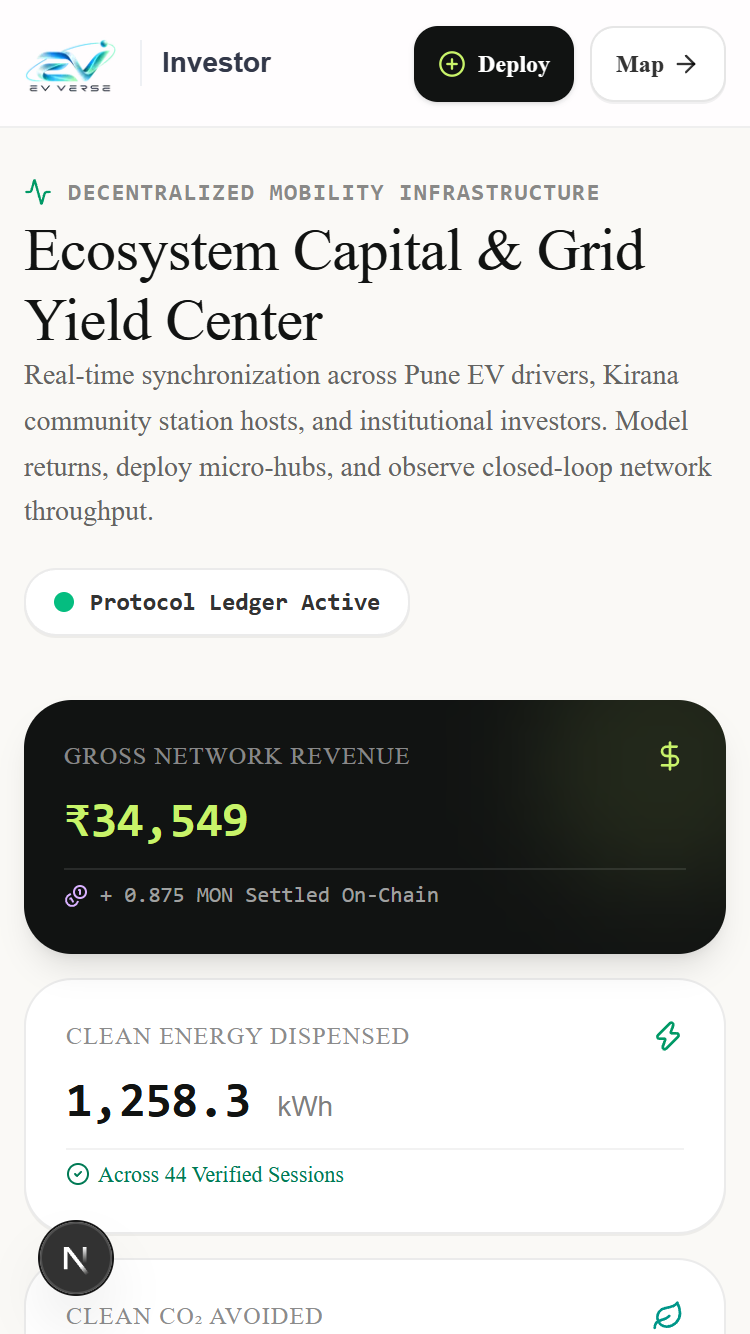 EV VERSE
Investor
Deploy
Map
DECENTRALIZED MOBILITY INFRASTRUCTURE
Ecosystem Capital & Grid
Yield Center
Real-time synchronization across Pune EV drivers, Kirana
community station hosts, and institutional investors. Model
returns, deploy micro-hubs, and observe closed-loop network
throughput.
Protocol Ledger Active
GROSS NETWORK REVENUE
₹34,549
+ 0.875 MON Settled On-Chain
CLEAN ENERGY DISPENSED
1,258.3 kWh
Across 44 Verified Sessions
N
CLEAN CO₂ AVOIDED